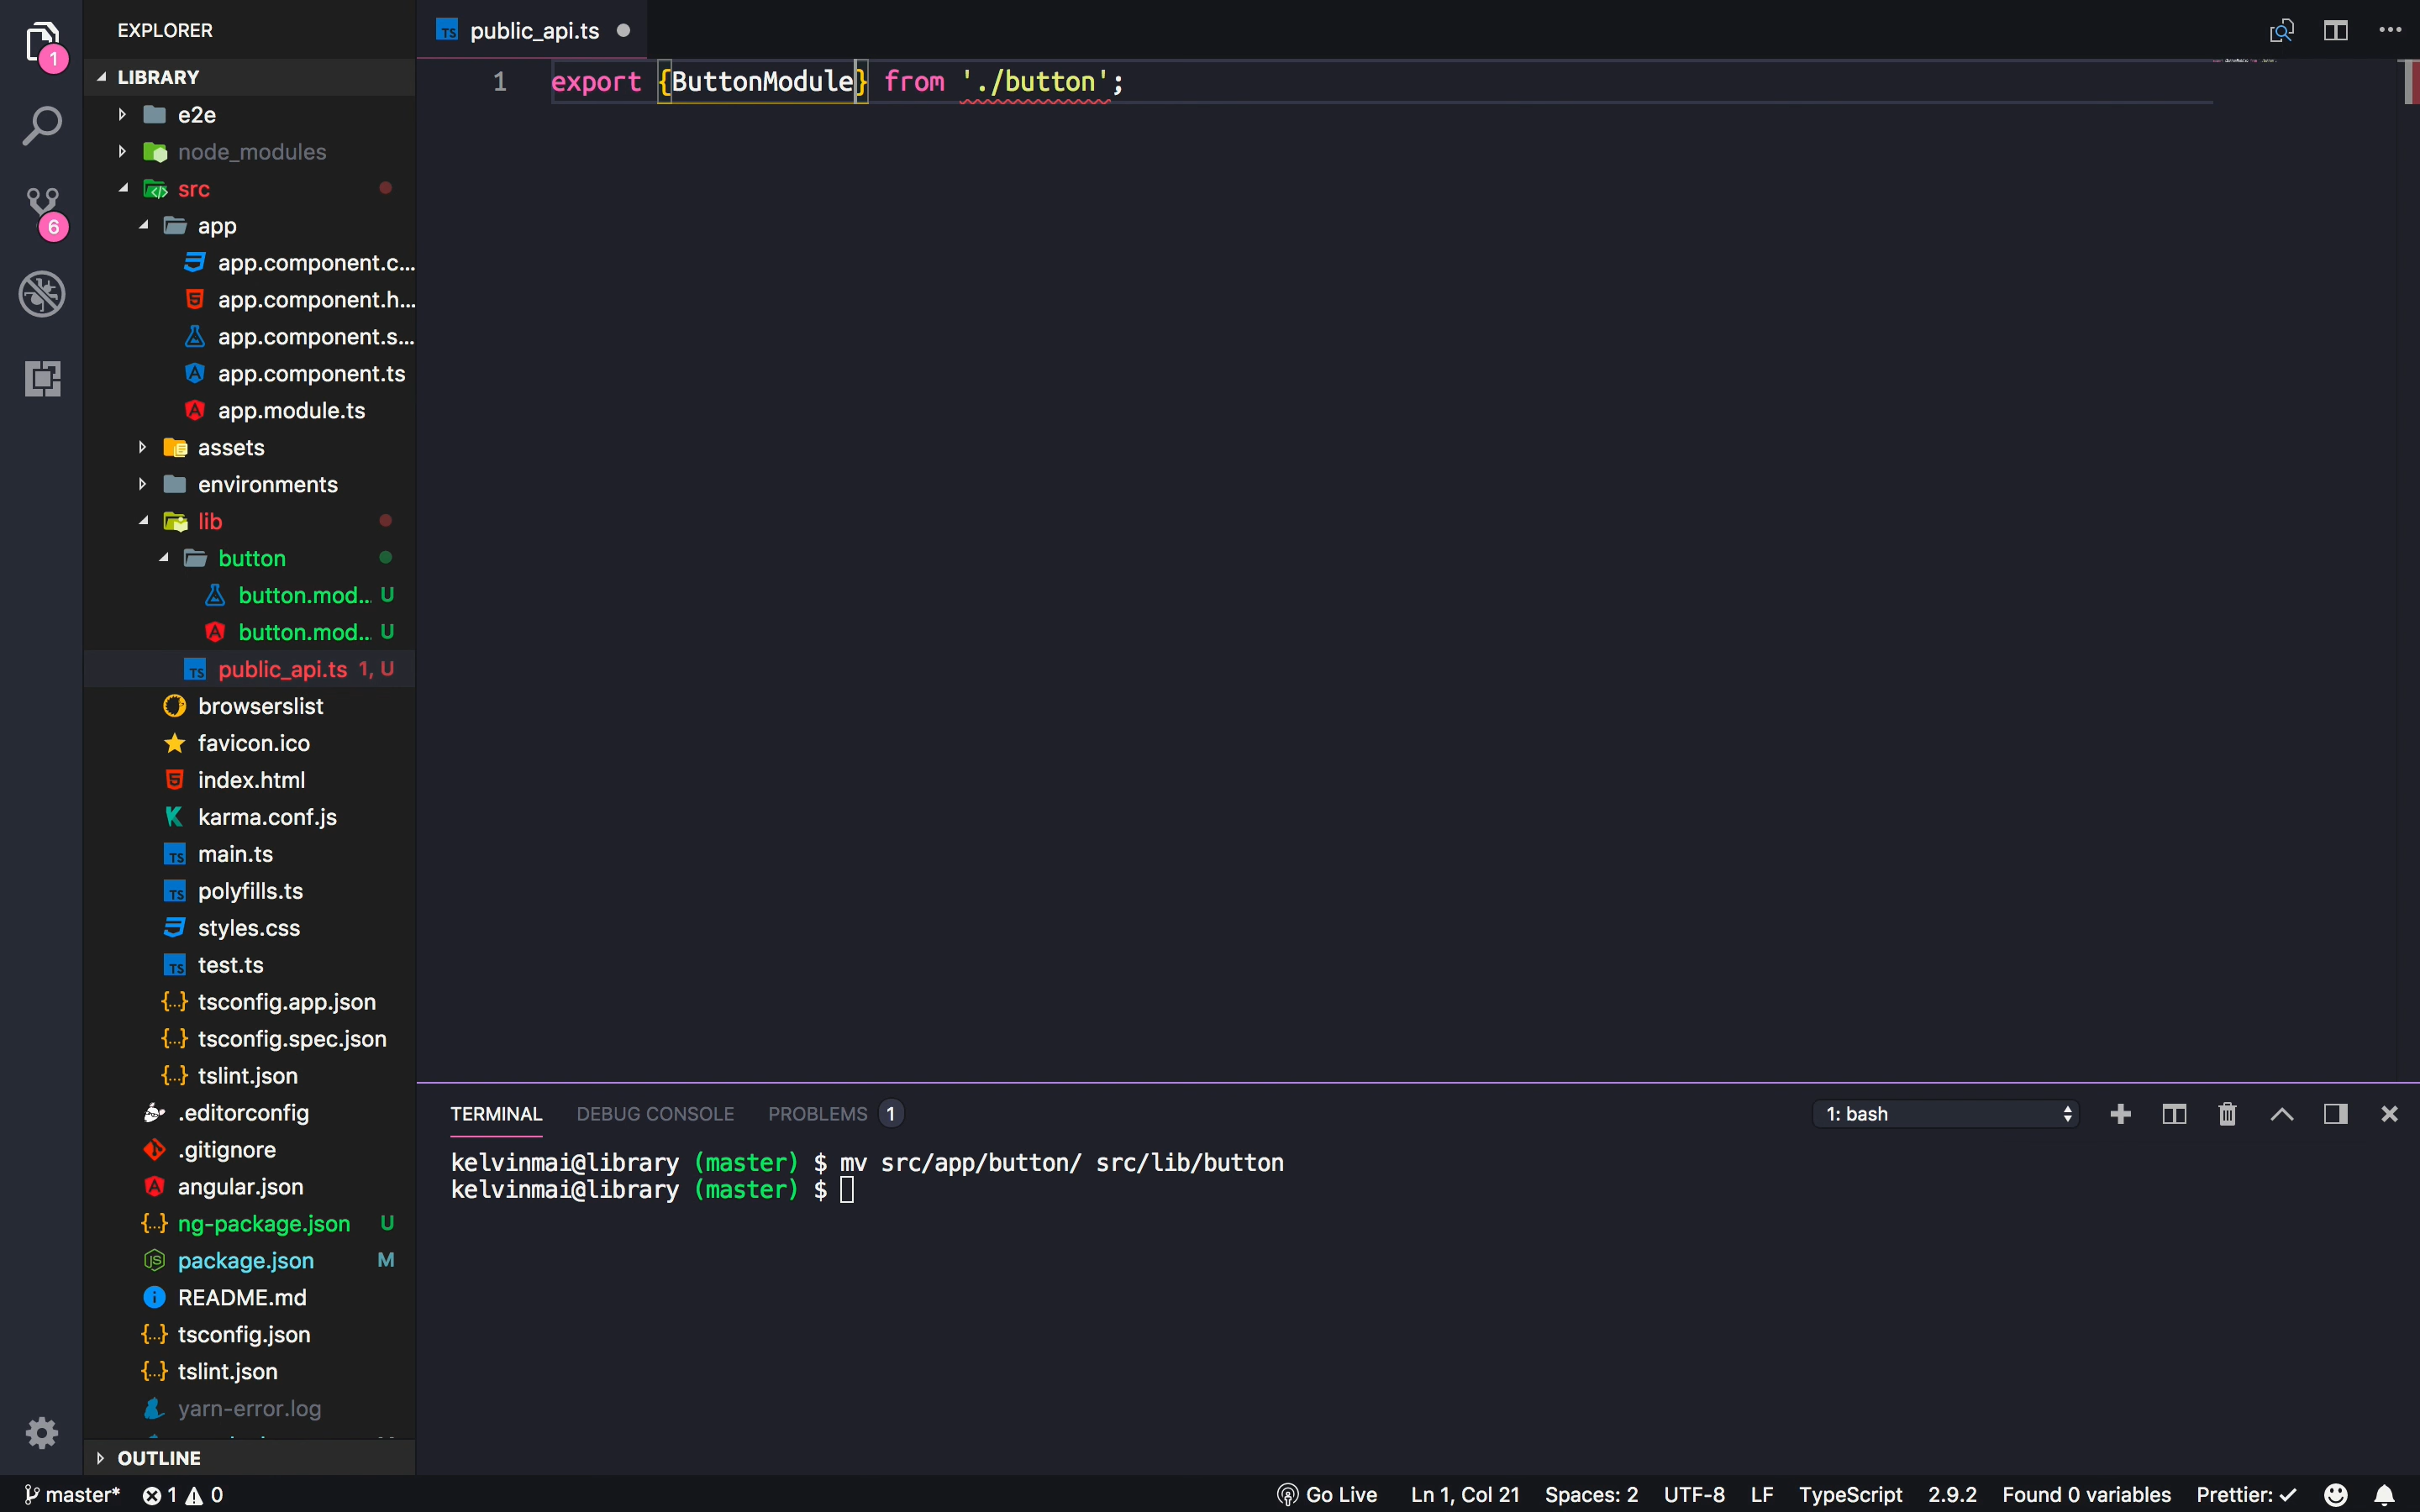 EXPLORER
LIBRARY
e2e
node_modules
src
app
app.component.c...
app.component.h...
app.component.s...
app.component.ts
app.module.ts
assets
environments
lib
button
button.mod... U
button.mod... U
public_api.ts 1, U
browserslist
favicon.ico
index.html
karma.conf.js
main.ts
polyfills.ts
styles.css
test.ts
tsconfig.app.json
tsconfig.spec.json
tslint.json
.editorconfig
.gitignore
angular.json
ng-package.json U
package.json M
README.md
tsconfig.json
tslint.json
yarn-error.log
OUTLINE
1
6
public_api.ts
1 export {ButtonModule} from './button';
TERMINAL DEBUG CONSOLE PROBLEMS 1 1: bash
kelvinmai@library (master) $ mv src/app/button/ src/lib/button
kelvinmai@library (master) $
master* 1 0 Go Live Ln 1, Col 21 Spaces: 2 UTF-8 LF TypeScript 2.9.2 Found 0 variables Prettier: ✓